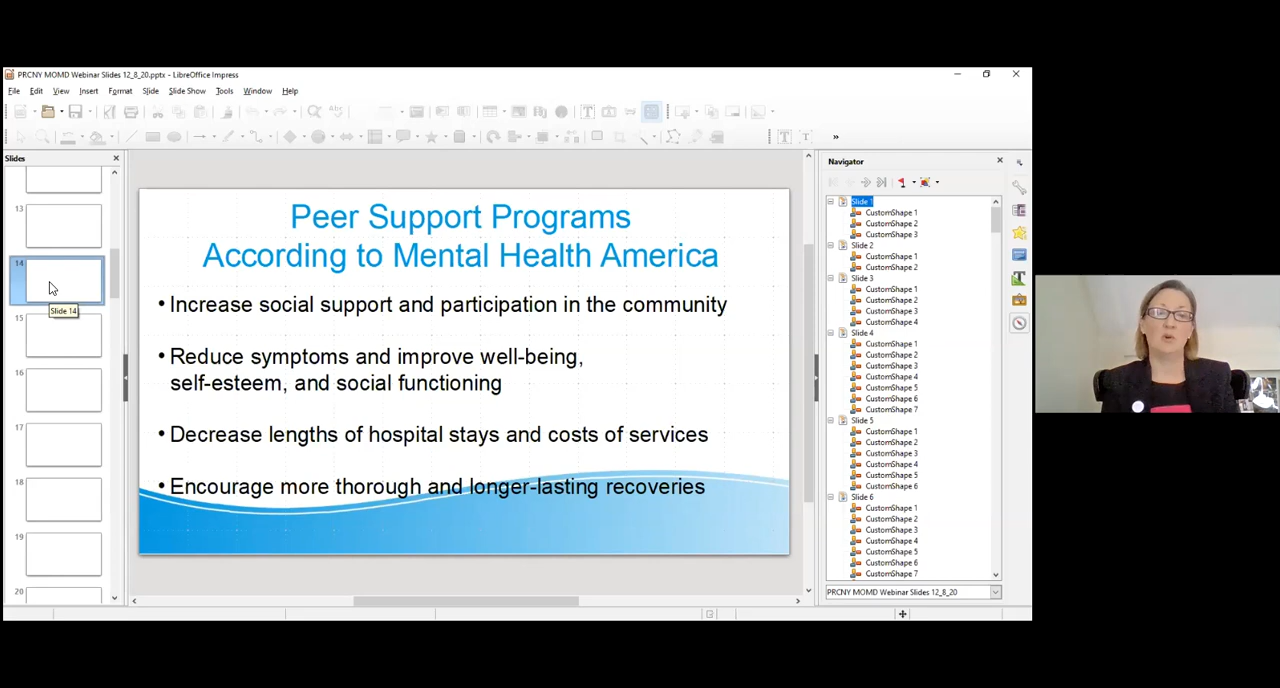 PRCNY MOMD Webinar Slides 12_8_20.pptx - LibreOffice Impress
File Edit View Insert Format Slide Slide Show Tools Window Help
Slides
13
14
Slide 14
15
16
17
18
19
20
Peer Support Programs
According to Mental Health America
• Increase social support and participation in the community
• Reduce symptoms and improve well-being,
self-esteem, and social functioning
• Decrease lengths of hospital stays and costs of services
• Encourage more thorough and longer-lasting recoveries
Navigator
Slide 1
CustomShape 1
CustomShape 2
CustomShape 3
Slide 2
CustomShape 1
CustomShape 2
Slide 3
CustomShape 1
CustomShape 2
CustomShape 3
CustomShape 4
Slide 4
CustomShape 1
CustomShape 2
CustomShape 3
CustomShape 4
CustomShape 5
CustomShape 6
CustomShape 7
Slide 5
CustomShape 1
CustomShape 2
CustomShape 3
CustomShape 4
CustomShape 5
CustomShape 6
Slide 6
CustomShape 1
CustomShape 2
CustomShape 3
CustomShape 4
CustomShape 5
CustomShape 6
CustomShape 7
PRCNY MOMD Webinar Slides 12_8_20